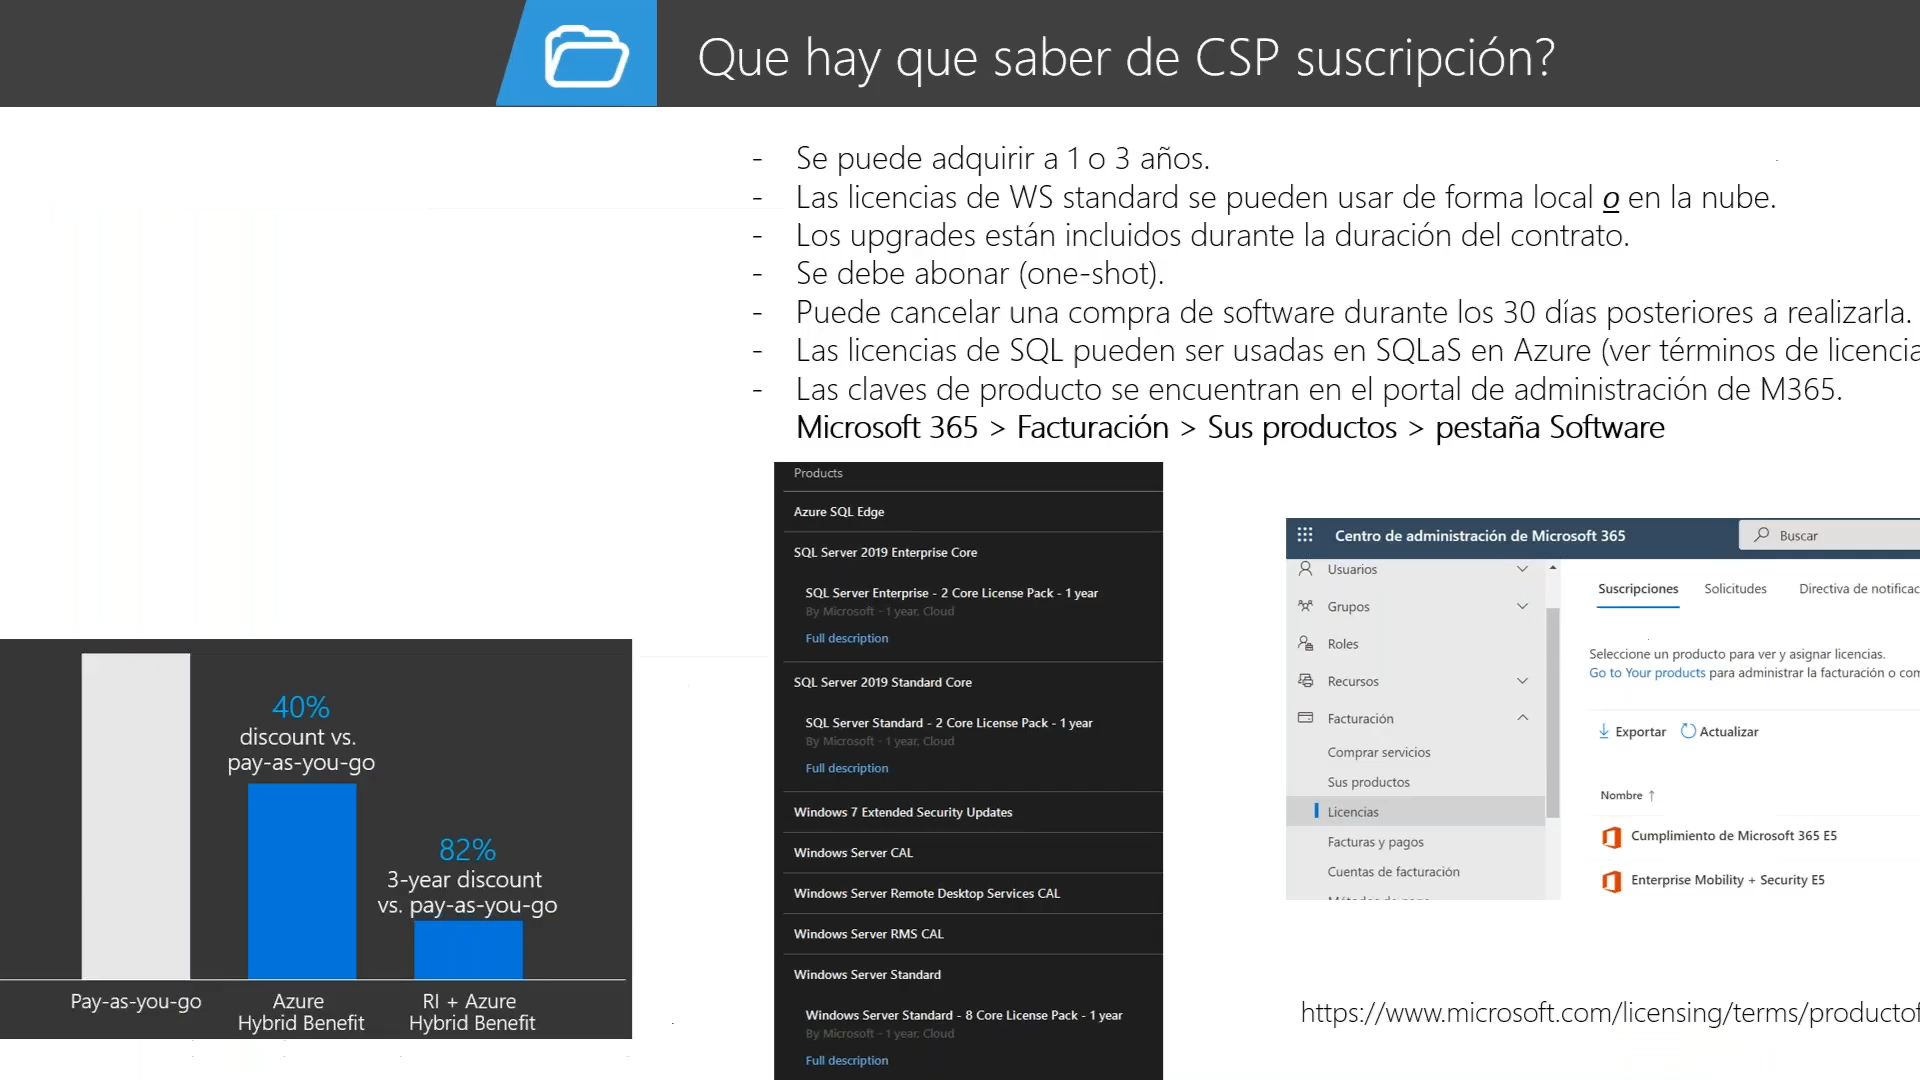 Que hay que saber de CSP suscripción?
- Se puede adquirir a 1 o 3 años.
- Las licencias de WS standard se pueden usar de forma local o en la nube.
- Los upgrades están incluidos durante la duración del contrato.
- Se debe abonar (one-shot).
- Puede cancelar una compra de software durante los 30 días posteriores a realizarla.
- Las licencias de SQL pueden ser usadas en SQLaS en Azure (ver términos de licencia
- Las claves de producto se encuentran en el portal de administración de M365.
Microsoft 365 > Facturación > Sus productos > pestaña Software
40%
discount vs.
pay-as-you-go
82%
3-year discount
vs. pay-as-you-go
Pay-as-you-go
Azure
Hybrid Benefit
RI + Azure
Hybrid Benefit
Products
Azure SQL Edge
SQL Server 2019 Enterprise Core
SQL Server Enterprise - 2 Core License Pack - 1 year
By Microsoft - 1 year, Cloud
Full description
SQL Server 2019 Standard Core
SQL Server Standard - 2 Core License Pack - 1 year
By Microsoft - 1 year, Cloud
Full description
Windows 7 Extended Security Updates
Windows Server CAL
Windows Server Remote Desktop Services CAL
Windows Server RMS CAL
Windows Server Standard
Windows Server Standard - 8 Core License Pack - 1 year
By Microsoft - 1 year, Cloud
Full description
Centro de administración de Microsoft 365
Buscar
Usuarios
Grupos
Roles
Recursos
Facturación
Comprar servicios
Sus productos
Licencias
Facturas y pagos
Cuentas de facturación
Suscripciones
Solicitudes
Directiva de notificac
Seleccione un producto para ver y asignar licencias.
Go to Your products para administrar la facturación o com
Exportar
Actualizar
Nombre ↑
Cumplimiento de Microsoft 365 E5
Enterprise Mobility + Security E5
https://www.microsoft.com/licensing/terms/productof